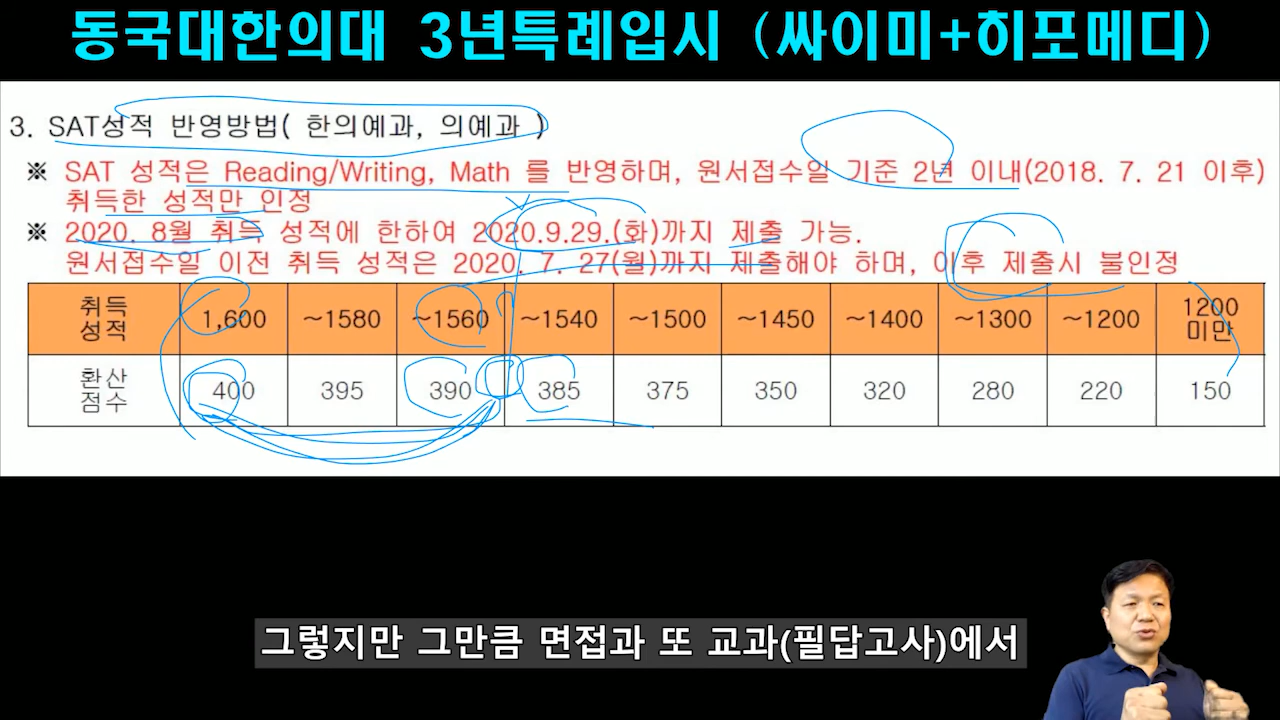 동국대한의대 3년특례입시 (싸이미+히포메디)
3. SAT성적 반영방법( 한의예과, 의예과 )
※ SAT 성적은 Reading/Writing, Math 를 반영하며, 원서접수일 기준 2년 이내(2018. 7. 21 이후)
취득한 성적만 인정
※ 2020. 8월 취득 성적에 한하여 2020.9.29.(화)까지 제출 가능.
원서접수일 이전 취득 성적은 2020. 7. 27(월)까지 제출해야 하며, 이후 제출시 불인정
취득 성적 1,600 ~1580 ~1560 ~1540 ~1500 ~1450 ~1400 ~1300 ~1200 1200 미만
환산 점수 400 395 390 385 375 350 320 280 220 150
그렇지만 그만큼 면접과 또 교과(필답고사)에서